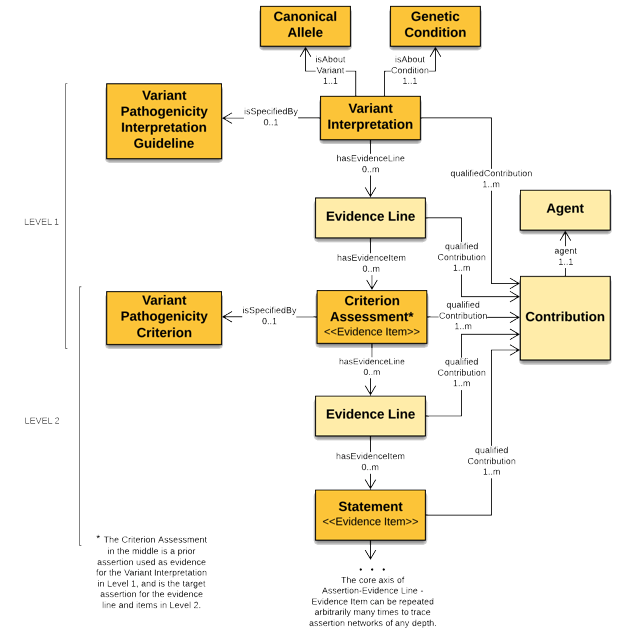 Canonical
Allele
Genetic
Condition
isAbout
Variant
1..1
isAbout
Condition
1..1
Variant
Pathogenicity
Interpretation
Guideline
isSpecifiedBy
0..1
Variant
Interpretation
hasEvidenceLine
0..m
qualifiedContribution
1..m
LEVEL 1
Evidence Line
Agent
qualified
Contribution
1..m
agent
1..1
hasEvidenceItem
0..m
Variant
Pathogenicity
Criterion
isSpecifiedBy
0..1
Criterion
Assessment*
<<Evidence Item>>
qualified
Contribution
1..m
Contribution
hasEvidenceLine
0..m
qualified
Contribution
1..m
LEVEL 2
Evidence Line
hasEvidenceItem
0..m
qualified
Contribution
1..m
Statement
<<Evidence Item>>
* The Criterion Assessment
in the middle is a prior
assertion used as evidence
for the Variant Interpretation
in Level 1, and is the target
assertion for the evidence
line and items in Level 2.
. . .
The core axis of
Assertion-Evidence Line -
Evidence Item can be repeated
arbitrarily many times to trace
assertion networks of any depth.